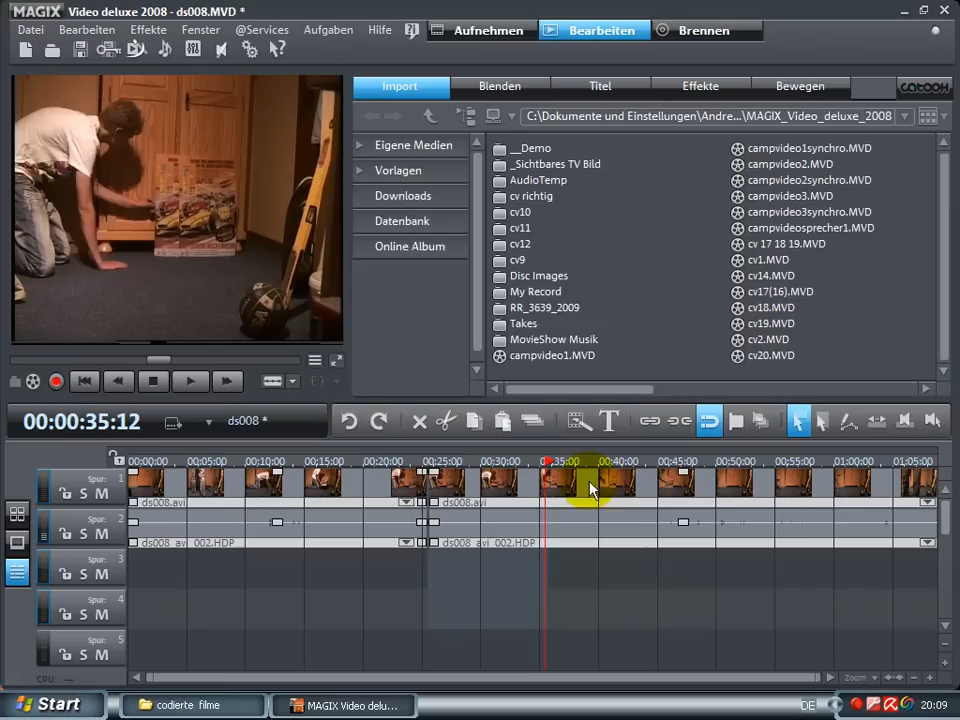 MAGIX Video deluxe 2008 - ds008.MVD *
Datei Bearbeiten Effekte Fenster @Services Aufgaben Hilfe
Aufnehmen Bearbeiten Brennen
Import Blenden Titel Effekte Bewegen CATOOH
C:\Dokumente und Einstellungen\Andre...\MAGIX_Video_deluxe_2008
Eigene Medien
Vorlagen
Downloads
Datenbank
Online Album
__Demo
_Sichtbares TV Bild
AudioTemp
cv richtig
cv10
cv11
cv12
cv9
Disc Images
My Record
RR_3639_2009
Takes
MovieShow Musik
campvideo1.MVD
campvideo1synchro.MVD
campvideo2.MVD
campvideo2synchro.MVD
campvideo3.MVD
campvideo3synchro.MVD
campvideosprecher1.MVD
cv 17 18 19.MVD
cv1.MVD
cv14.MVD
cv17(16).MVD
cv18.MVD
cv19.MVD
cv2.MVD
cv20.MVD
00:00:35:12 ds008 *
00:00:00 00:05:00 00:10:00 00:15:00 00:20:00 00:25:00 00:30:00 00:35:00 00:40:00 00:45:00 00:50:00 00:55:00 01:00:00 01:05:00
Spur: 1
S M
ds008.avi ds008.avi
Spur: 2
S M
ds008_avi_002.HDP ds008_avi_002.HDP
Spur: 3
S M
Spur: 4
S M
Spur: 5
S M
CPU: —
Zoom
Start codierte filme MAGIX Video delu... DE 20:09